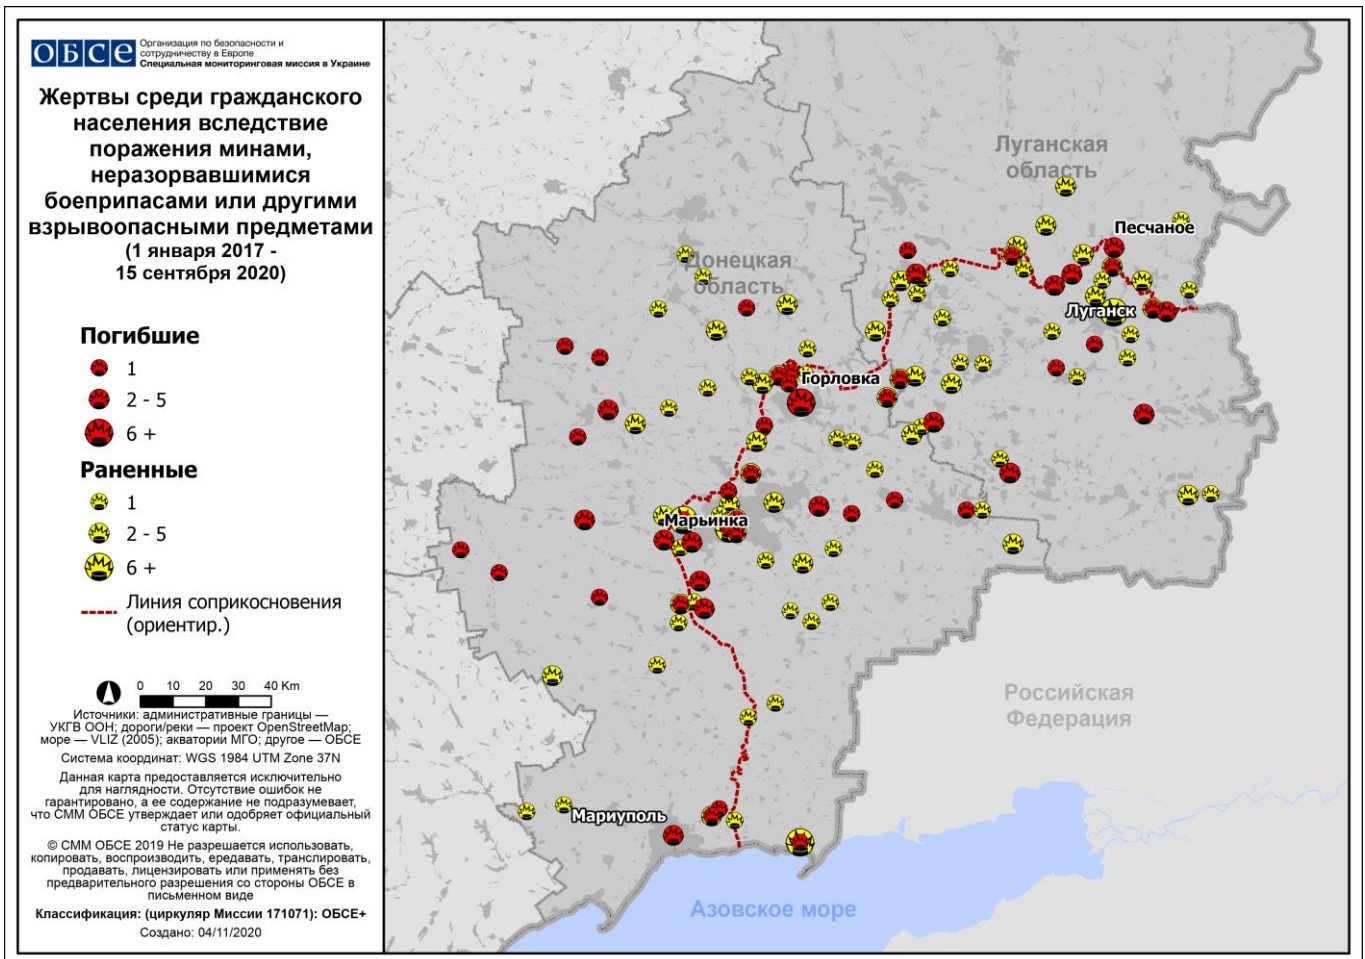 ОБСЕ
Организация по безопасности и
сотрудничеству в Европе
Специальная мониторинговая миссия в Украине
Жертвы среди гражданского
населения вследствие
поражения минами,
неразорвавшимися
боеприпасами или другими
взрывоопасными предметами
(1 января 2017 -
15 сентября 2020)
Погибшие
1
2 - 5
6 +
Раненные
1
2 - 5
6 +
Линия соприкосновения
(ориентир.)
0 10 20 30 40 Km
Источники: административные границы —
УКГВ ООН; дороги/реки — проект OpenStreetMap;
море — VLIZ (2005); акватории МГО; другое — ОБСЕ
Система координат: WGS 1984 UTM Zone 37N
Данная карта предоставляется исключительно
для наглядности. Отсутствие ошибок не
гарантировано, а ее содержание не подразумевает,
что СММ ОБСЕ утверждает или одобряет официальный
статус карты.
© СММ ОБСЕ 2019 Не разрешается использовать,
копировать, воспроизводить, ередавать, транслировать,
продавать, лицензировать или применять без
предварительного разрешения со стороны ОБСЕ в
письменном виде
Классификация: (циркуляр Миссии 171071): ОБСЕ+
Создано: 04/11/2020
Луганская
область
Песчаное
Донецкая
область
Луганск
Горловка
Марьинка
Российская
Федерация
Мариуполь
Азовское море